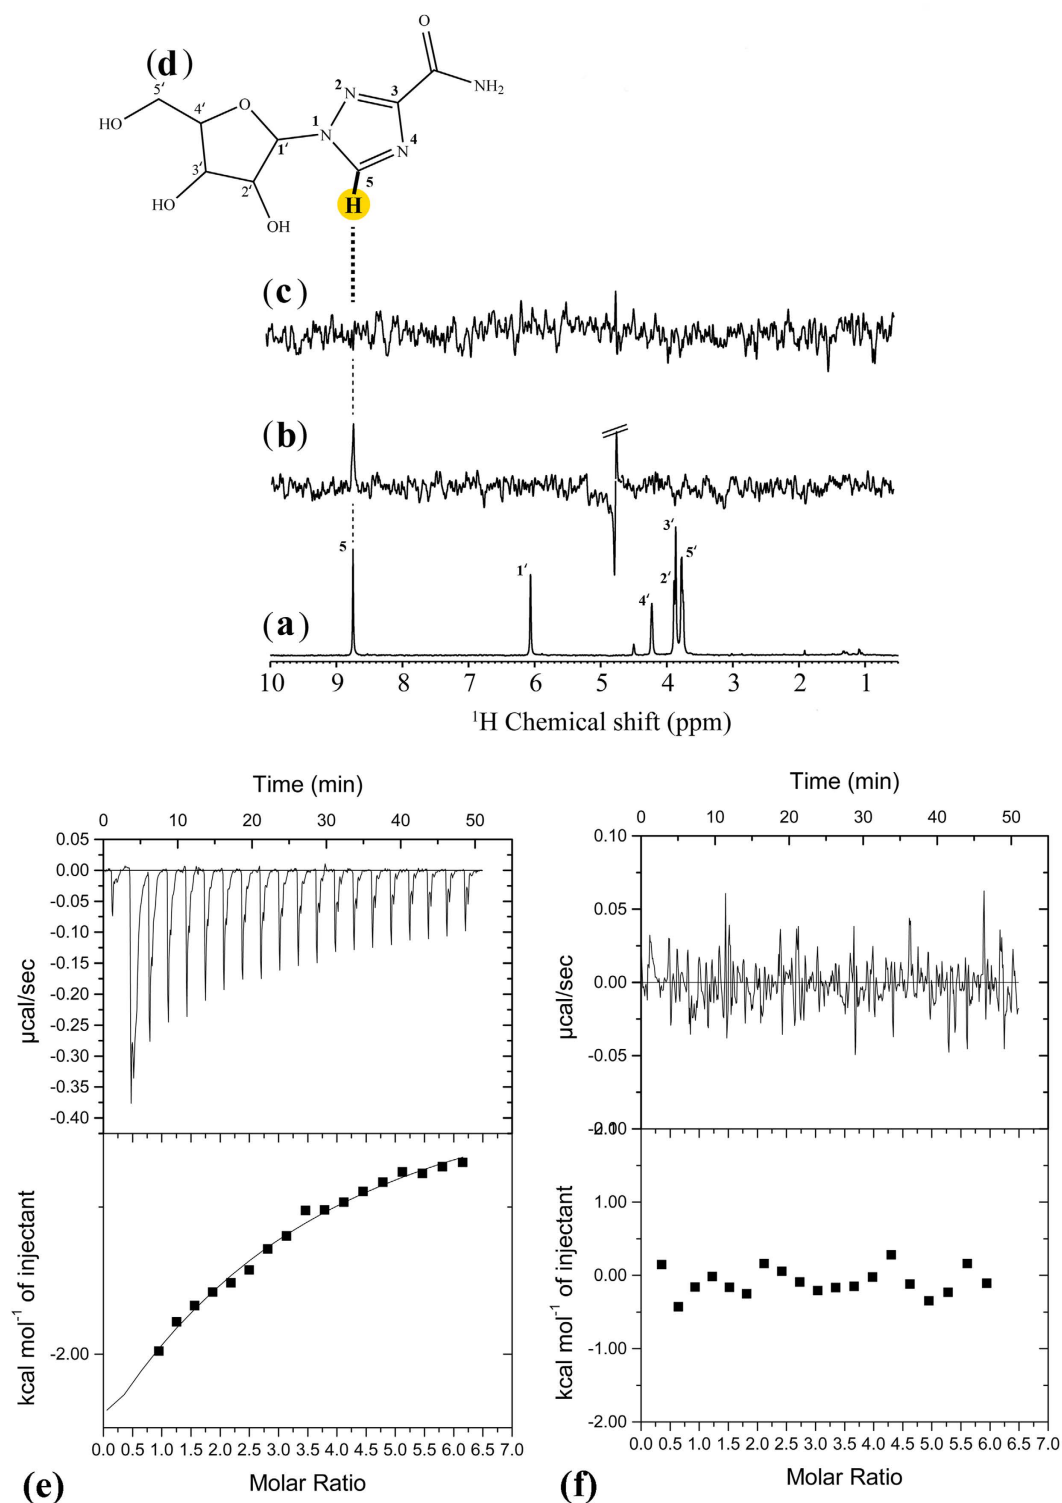 (d)
O
NH₂
2
N
3
5′
4′
O
1
N
4
N
HO
1′
5
3′
2′
H
HO
OH
(c)
(b)
3′
5
1′
2′
5′
4′
(a)
10 9 8 7 6 5 4 3 2 1
¹H Chemical shift (ppm)
Time (min)
0 10 20 30 40 50
0.05
0.00
-0.05
-0.10
-0.15
-0.20
-0.25
-0.30
-0.35
-0.40
µcal/sec
-2.00
kcal mol⁻¹ of injectant
0.0 0.5 1.0 1.5 2.0 2.5 3.0 3.5 4.0 4.5 5.0 5.5 6.0 6.5 7.0
Molar Ratio
(e)
Time (min)
0 10 20 30 40 50
0.10
0.05
0.00
-0.05
µcal/sec
1.00
0.00
-1.00
-2.00
kcal mol⁻¹ of injectant
0.0 0.5 1.0 1.5 2.0 2.5 3.0 3.5 4.0 4.5 5.0 5.5 6.0 6.5 7.0
Molar Ratio
(f)